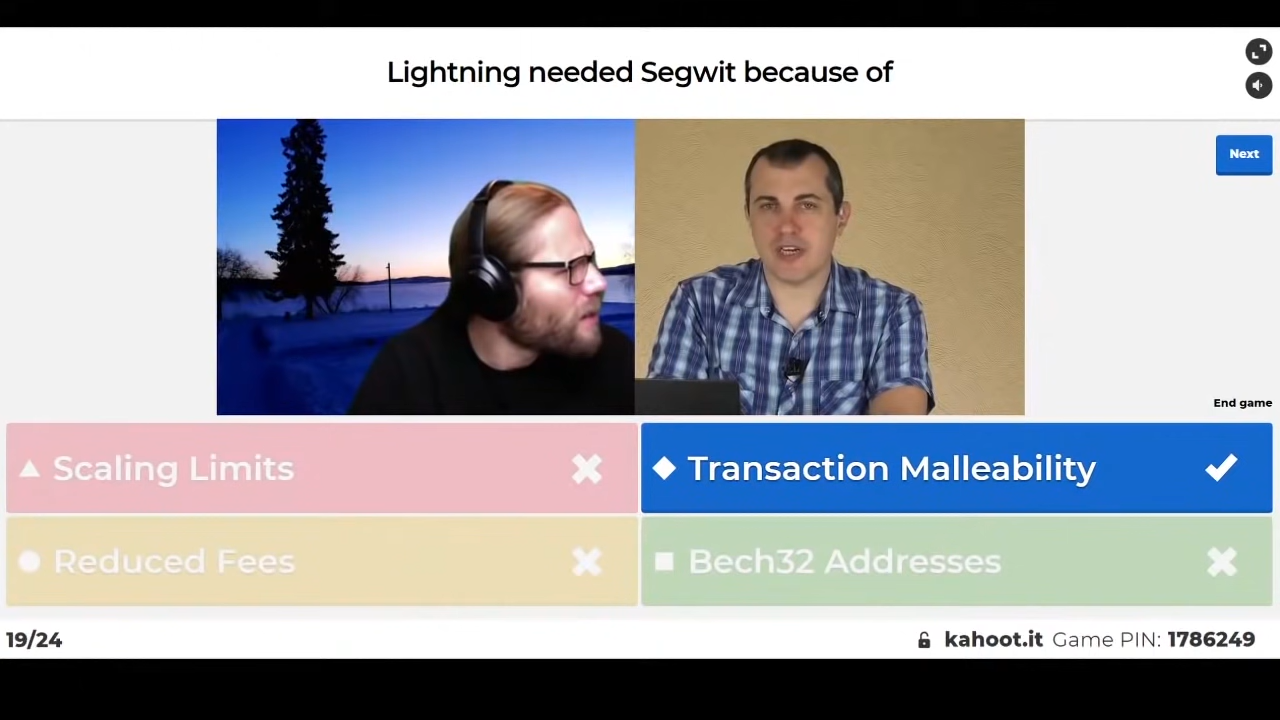 Lightning needed Segwit because of
Next
End game
Scaling Limits
Transaction Malleability
Reduced Fees
Bech32 Addresses
19/24
kahoot.it Game PIN: 1786249